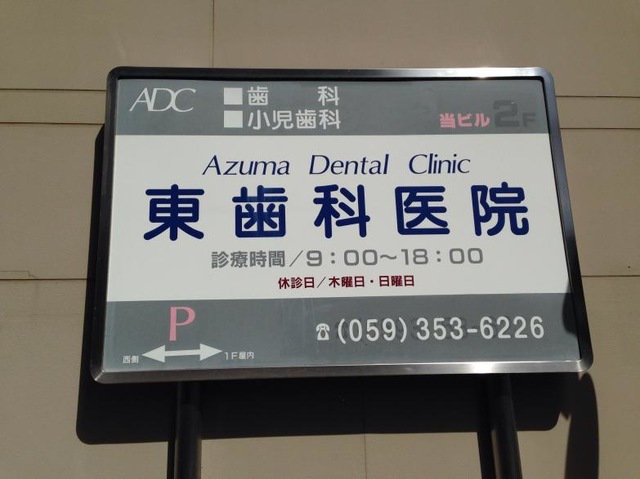 ADC
■歯 科
■小児歯科
当ビル2F
Azuma Dental Clinic
東歯科医院
診療時間／9：00～18：00
休診日／木曜日・日曜日
P
西側 1F屋内
☎(059)353-6226